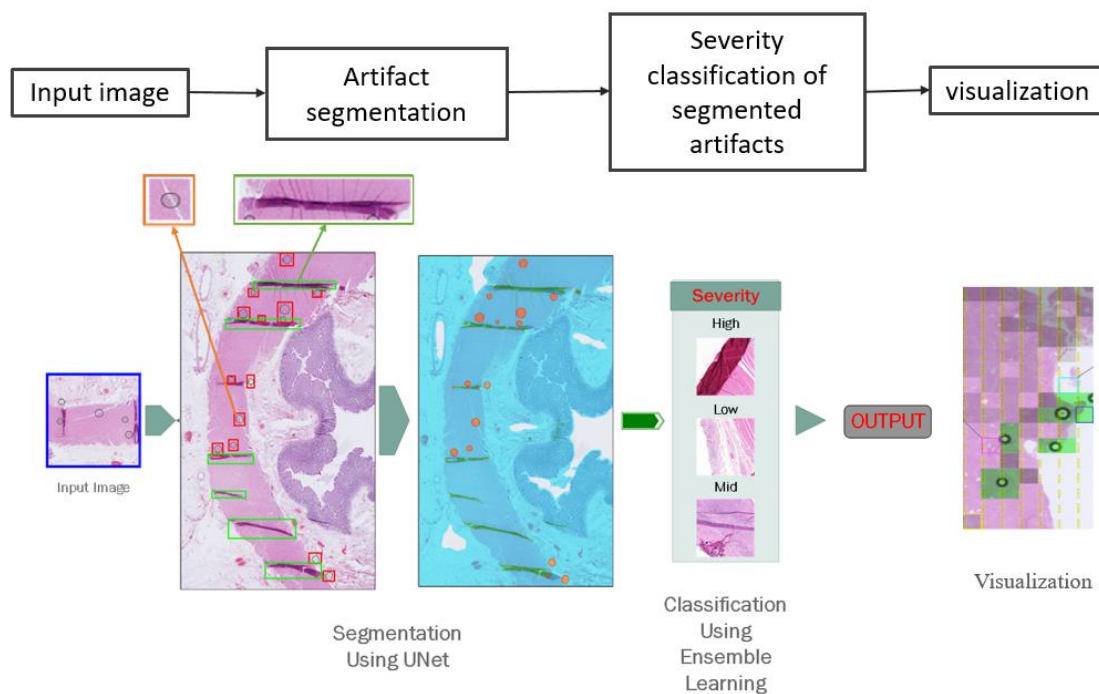 Input image
Artifact
segmentation
Severity
classification of
segmented
artifacts
visualization
Input Image
Severity
High
Low
Mid
OUTPUT
Visualization
Segmentation
Using UNet
Classification
Using
Ensemble
Learning